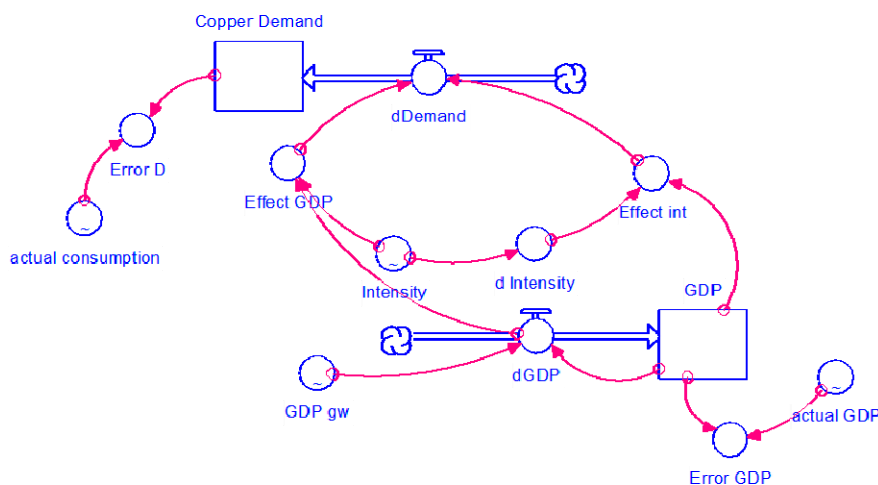 Copper Demand
dDemand
Error D
Effect GDP
Effect int
actual consumption
Intensity
d Intensity
GDP
dGDP
GDP gw
actual GDP
Error GDP
~
~
~
~